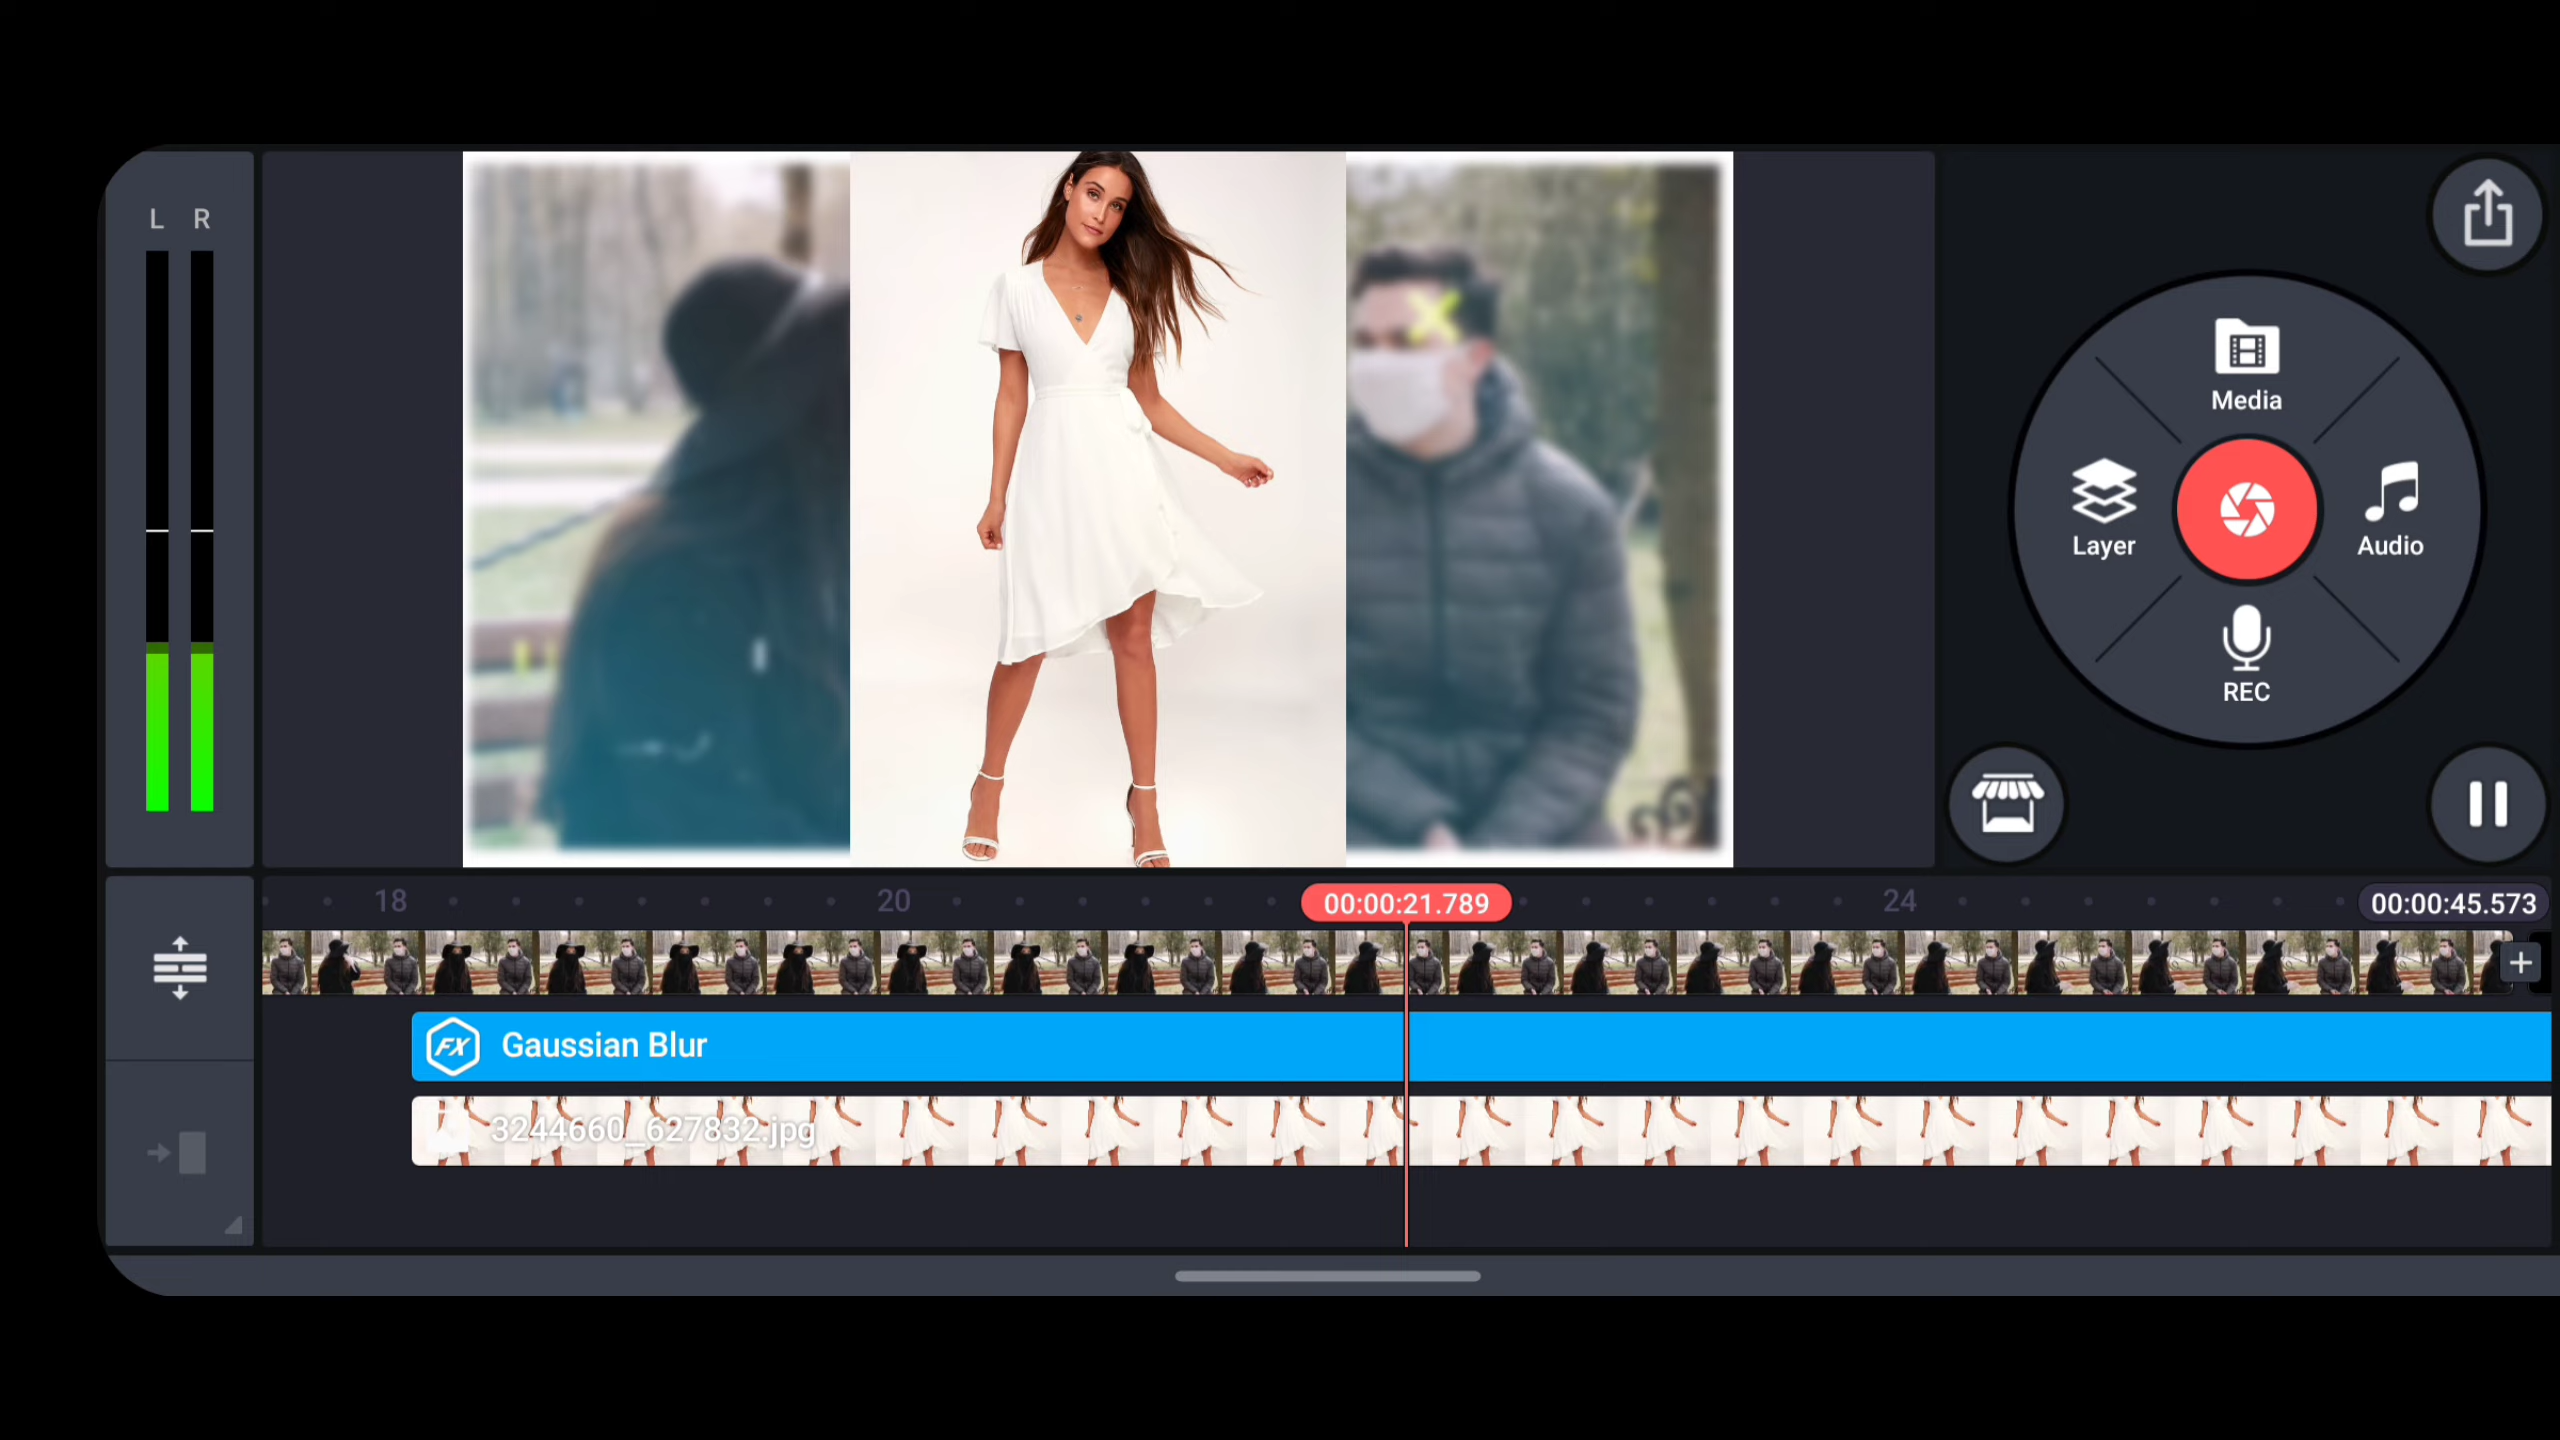 L R
Media
Layer
Audio
REC
18 20 00:00:21.789 24 00:00:45.573
FX Gaussian Blur
3244660_627832.jpg